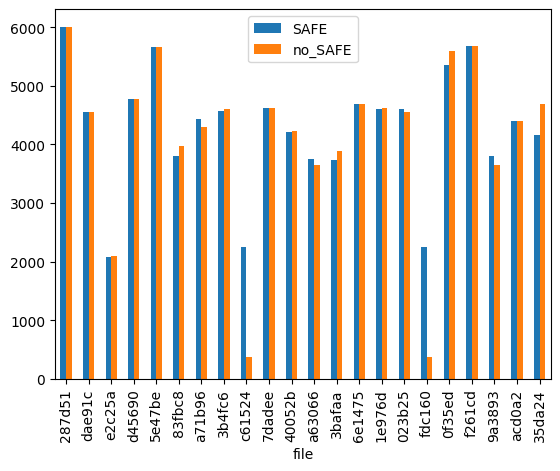 6000
5000
4000
3000
2000
1000
0
SAFE
no_SAFE
287d51
dae91c
e2c25a
d45690
5e47be
83fbc8
a71b96
3b4fc6
c61524
7dadee
40052b
a63066
3bafaa
6e1475
1e976d
023b25
fdc160
0f35ed
f261cd
9a3893
acd0a2
35da24
file